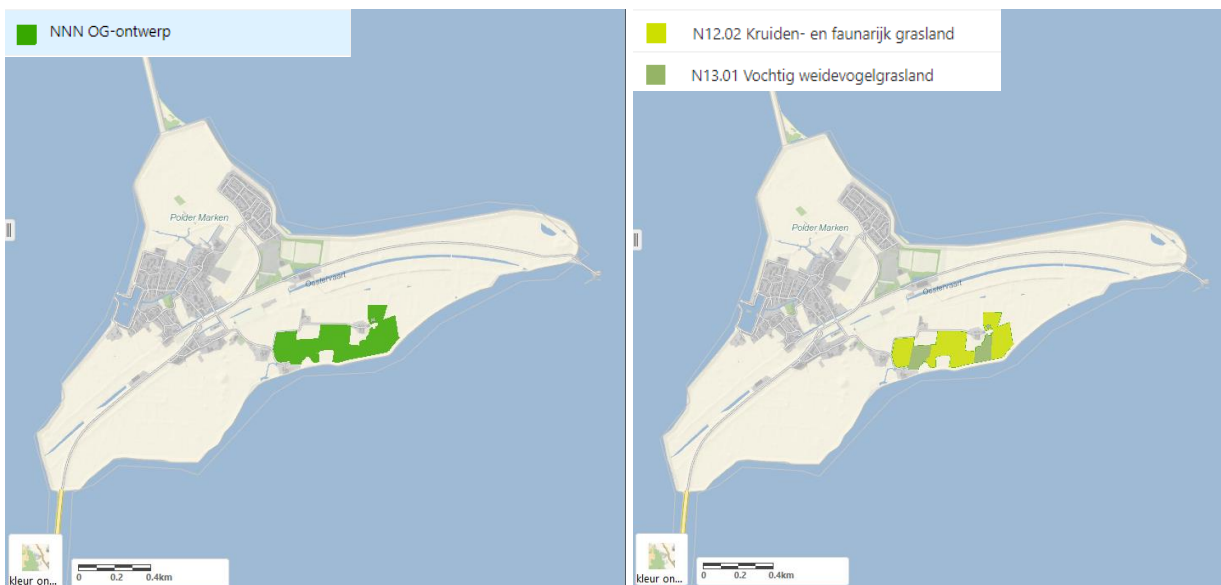 NNN OG-ontwerp
Polder Marken
Oostervaart
kleur on...
0 0.2 0.4km
N12.02 Kruiden- en faunarijk grasland
N13.01 Vochtig weidevogelgrasland
Polder Marken
Oostervaart
kleur on...
0 0.2 0.4km